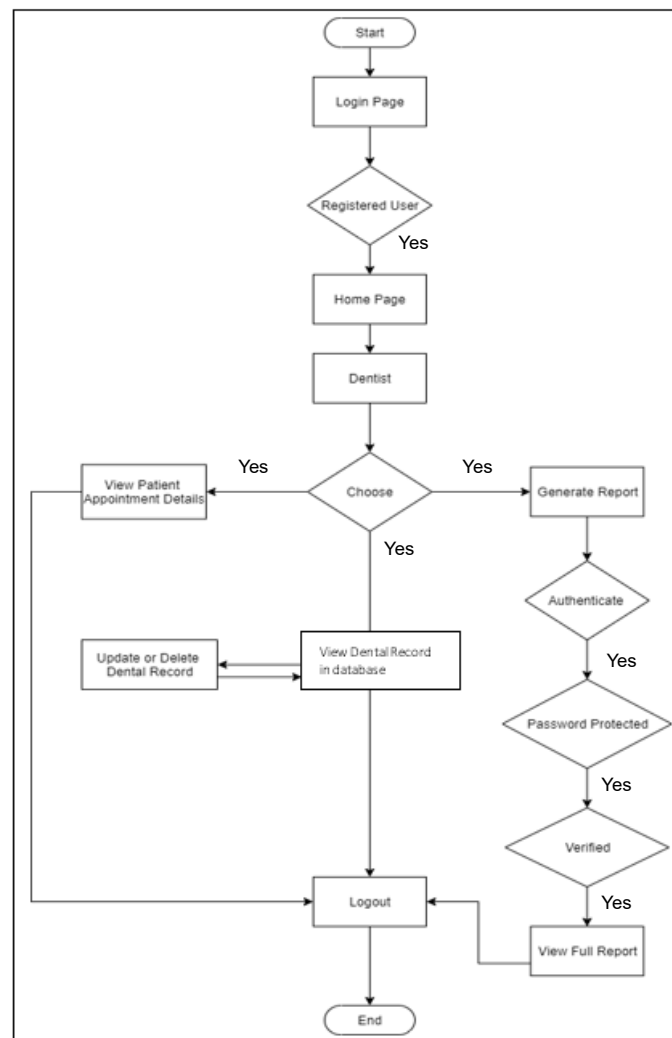 Start
Login Page
Registered User
Yes
Home Page
Dentist
View Patient
Appointment Details
Yes
Choose
Yes
Generate Report
Yes
Authenticate
Yes
Update or Delete
Dental Record
View Dental Record
in database
Password Protected
Yes
Verified
Yes
Logout
View Full Report
End